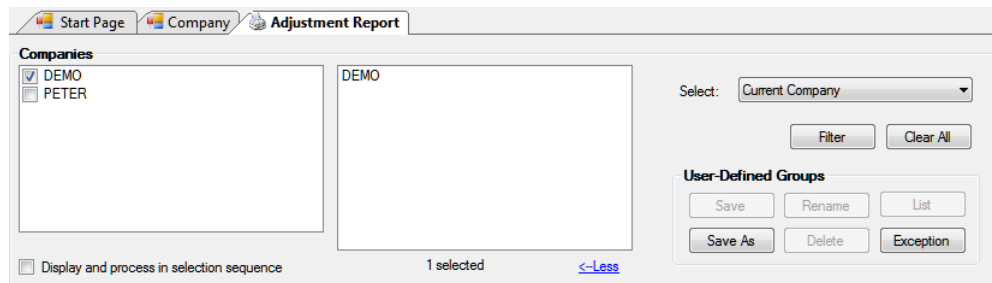 Start Page Company Adjustment Report
Companies
DEMO
PETER
DEMO
Select: Current Company
Filter Clear All
User-Defined Groups
Save Rename List
Save As Delete Exception
Display and process in selection sequence
1 selected
<--Less